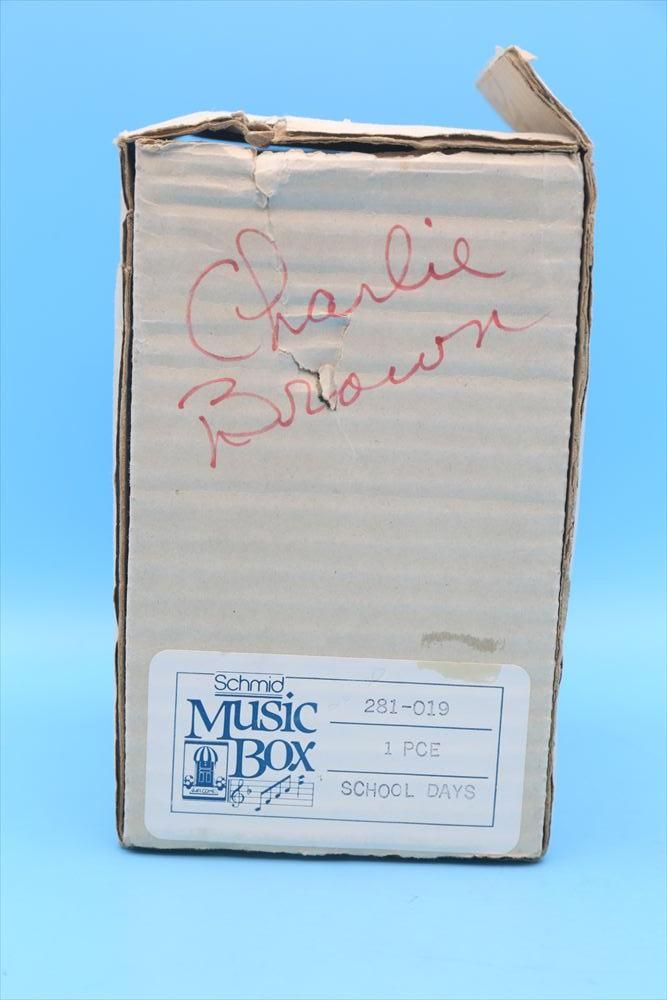 Charlie
Brown
Schmid
Music
Box
281-019
1 PCE
SCHOOL DAYS